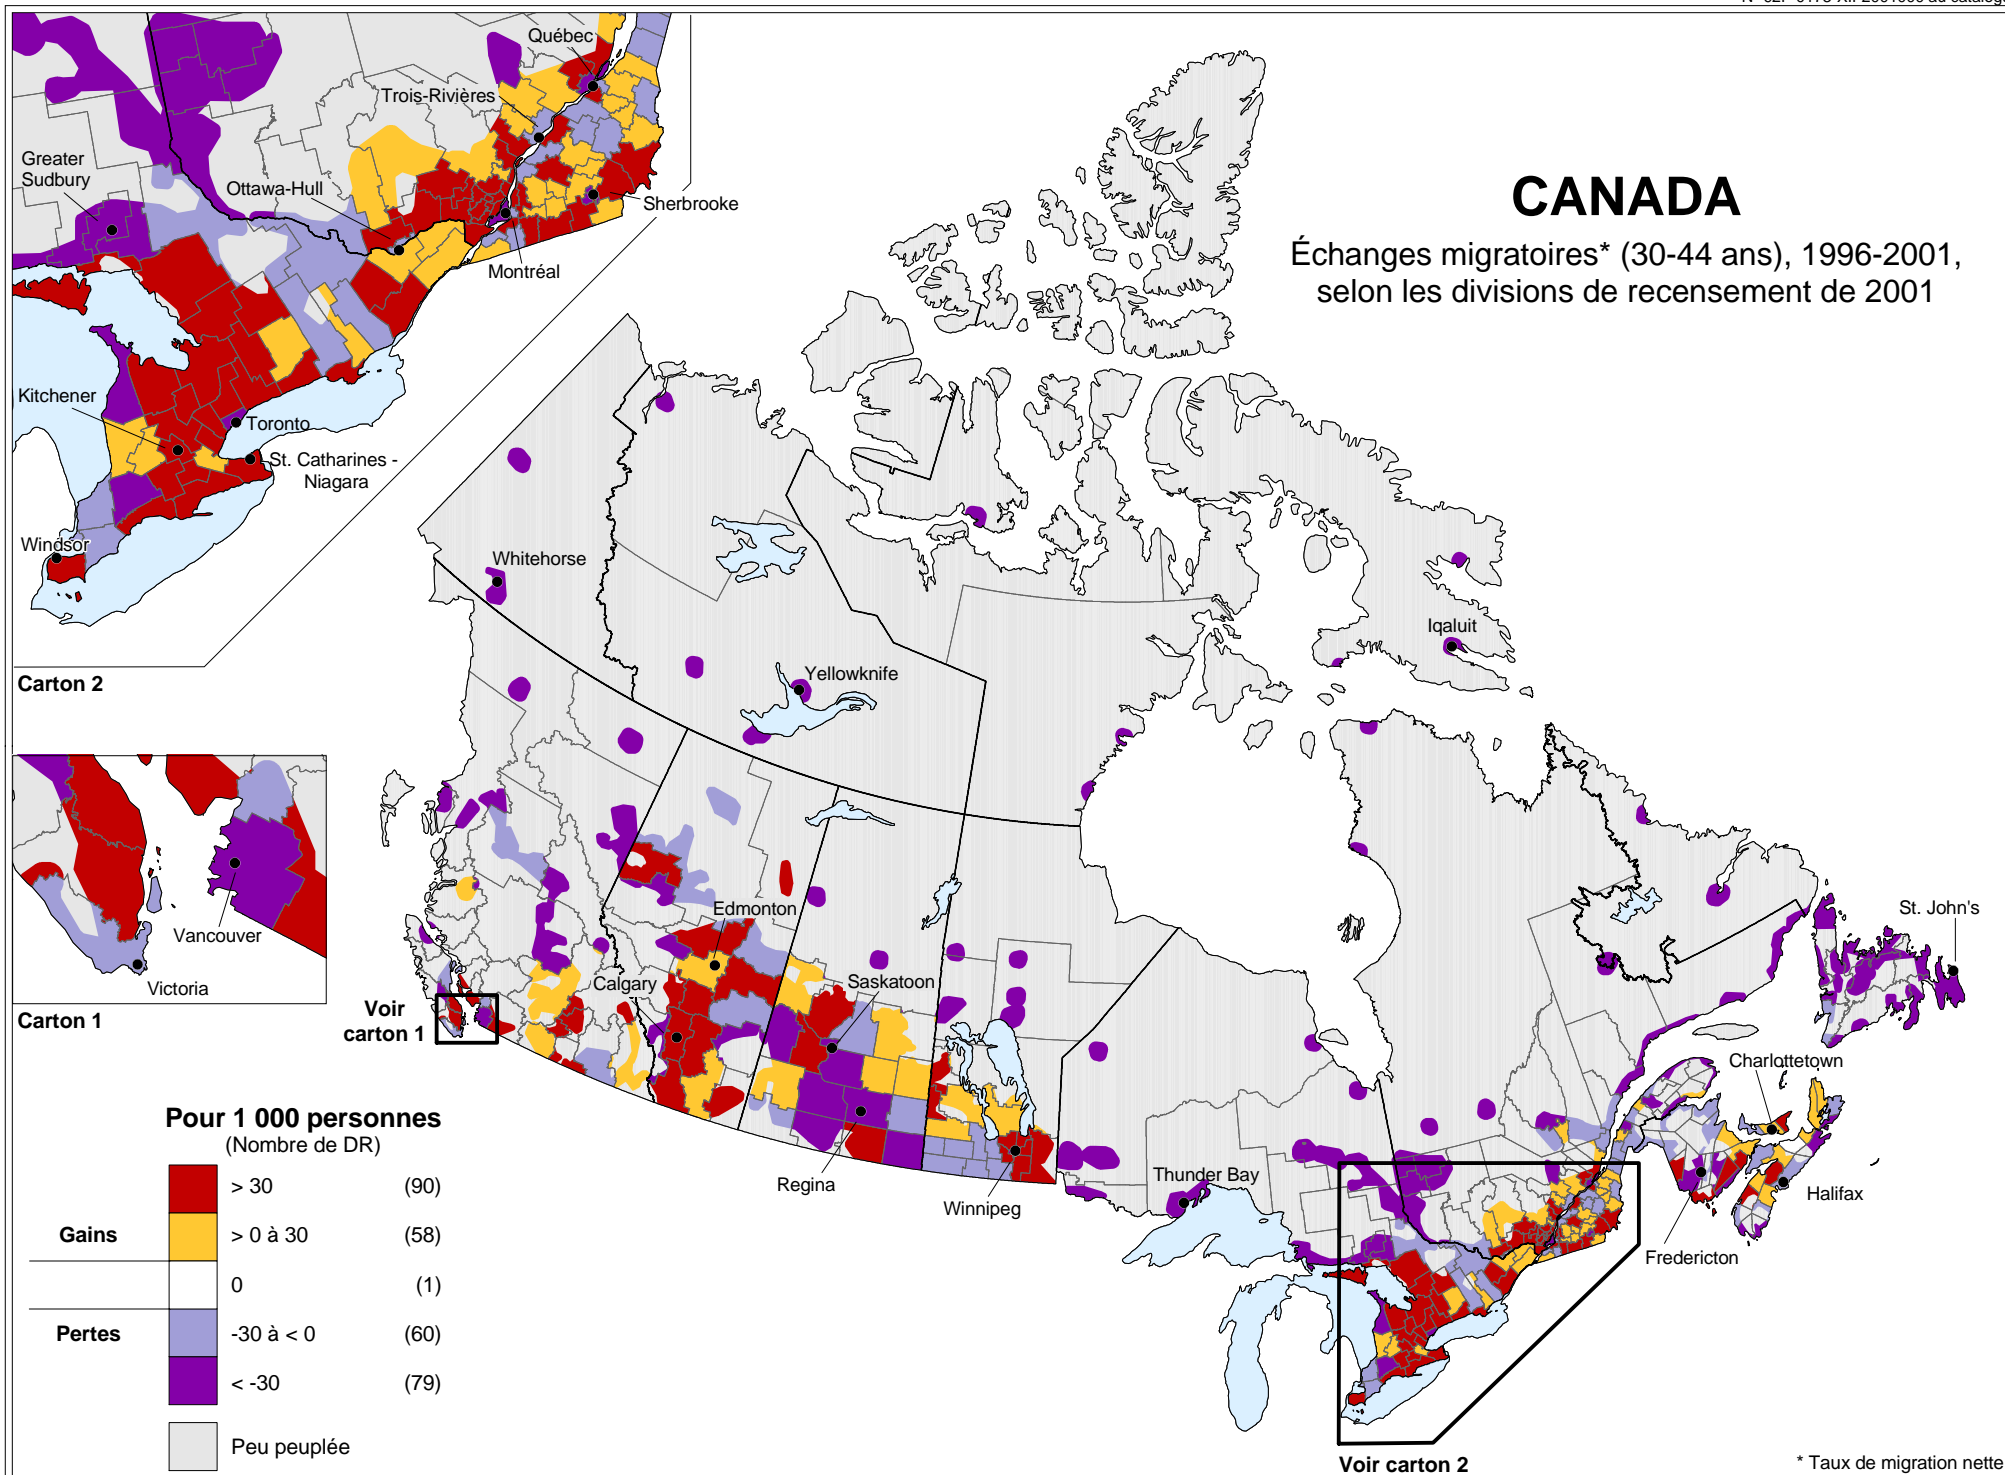 CANADA
Échanges migratoires* (30-44 ans), 1996-2001,
selon les divisions de recensement de 2001
Québec
Trois-Rivières
Greater
Sudbury
Ottawa-Hull
Sherbrooke
Montréal
Kitchener
Toronto
St. Catharines -
Niagara
Windsor
Carton 2
Vancouver
Victoria
Carton 1
Voir
carton 1
Whitehorse
Yellowknife
Iqaluit
Edmonton
Calgary
Saskatoon
Regina
Winnipeg
Thunder Bay
St. John's
Charlottetown
Halifax
Fredericton
Voir carton 2
Pour 1 000 personnes
(Nombre de DR)
> 30 (90)
Gains > 0 à 30 (58)
0 (1)
Pertes -30 à < 0 (60)
< -30 (79)
Peu peuplée
* Taux de migration nette